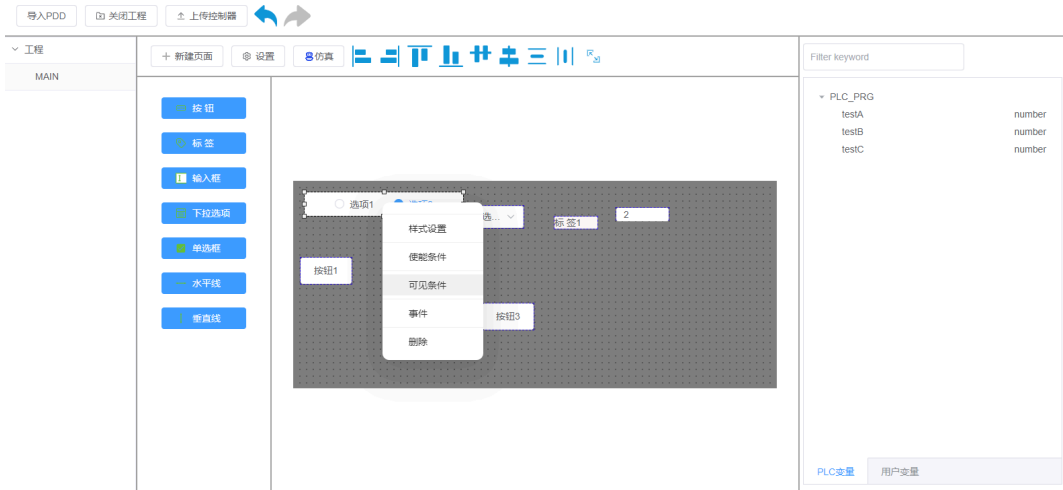 导入PDD 关闭工程 上传控制器
工程
MAIN
新建页面 设置 仿真
按 钮
标 签
输入框
下拉选项
单选框
水平线
垂直线
选项1
选... 
标 签1
2
按钮1
按钮3
样式设置
使能条件
可见条件
事件
删除
Filter keyword
PLC_PRG
testA number
testB number
testC number
PLC变量 用户变量